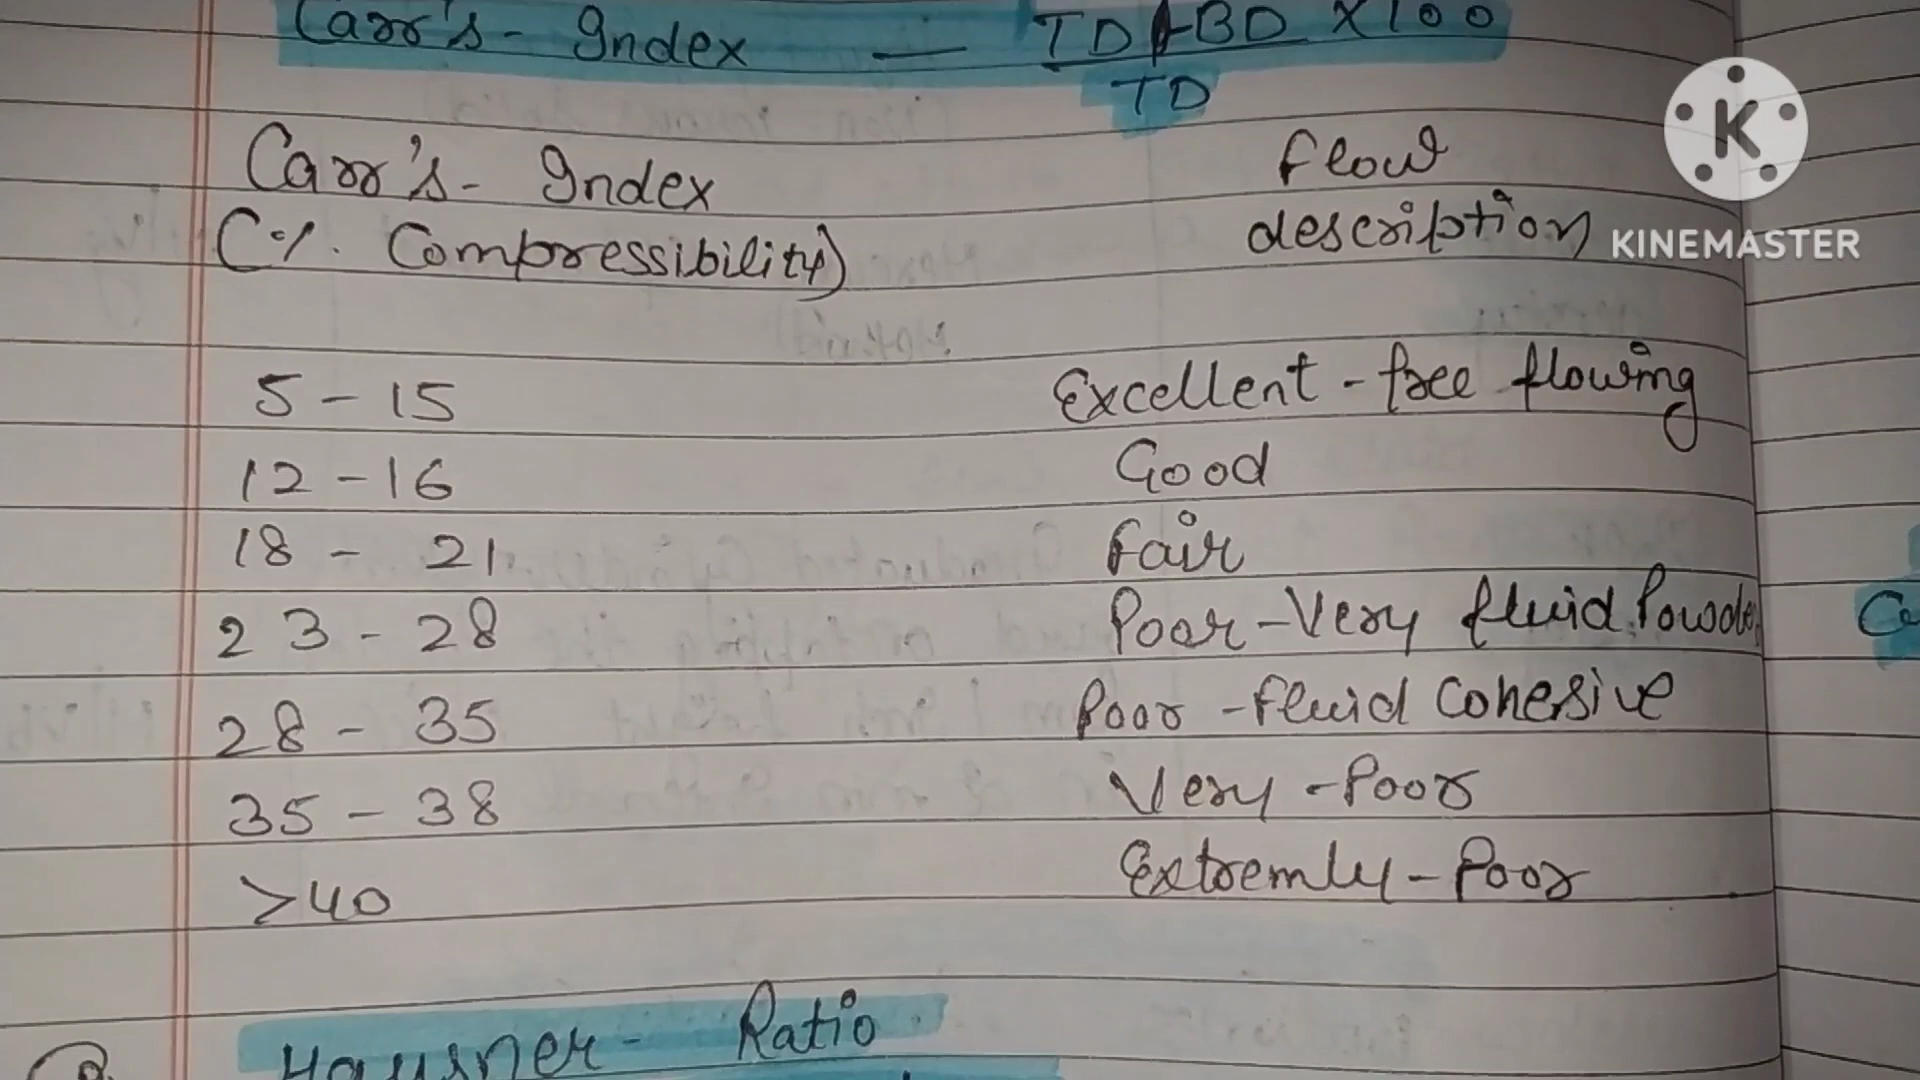 Carr's - Index — TD-BD X100
TD
Carr's - Index Flow
(%. Compressibility) description
KINEMASTER
5-15 Excellent - free flowing
12-16 Good
18 - 21 Fair
23-28 Poor-Very fluid Powder
28 - 35 Poor -fluid Cohesive
35 - 38 Very -Poor
>40 Extremly-Poor
Hausner- Ratio